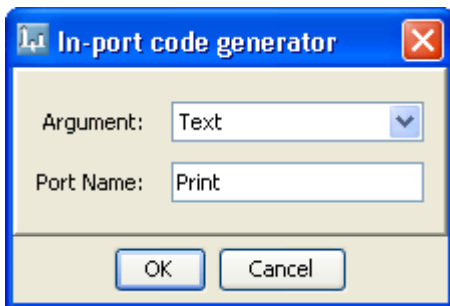 In-port code generator
Argument: Text
Port Name: Print
OK Cancel